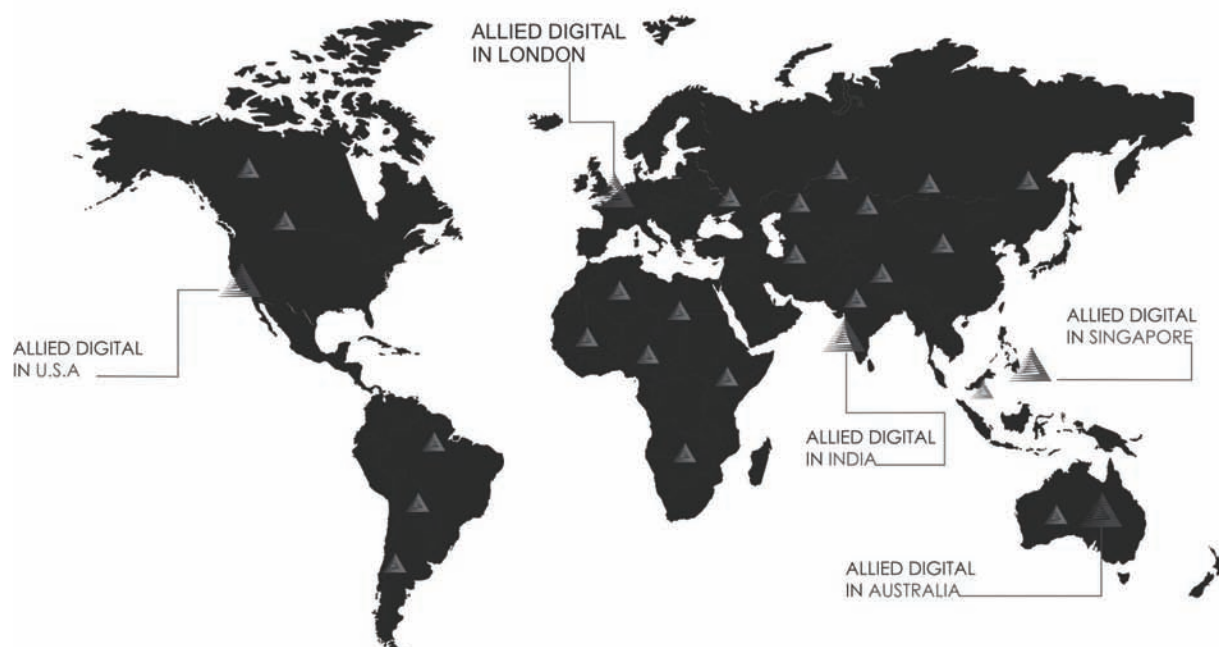 ALLIED DIGITAL
IN LONDON
ALLIED DIGITAL
IN U.S.A
ALLIED DIGITAL
IN SINGAPORE
ALLIED DIGITAL
IN INDIA
ALLIED DIGITAL
IN AUSTRALIA